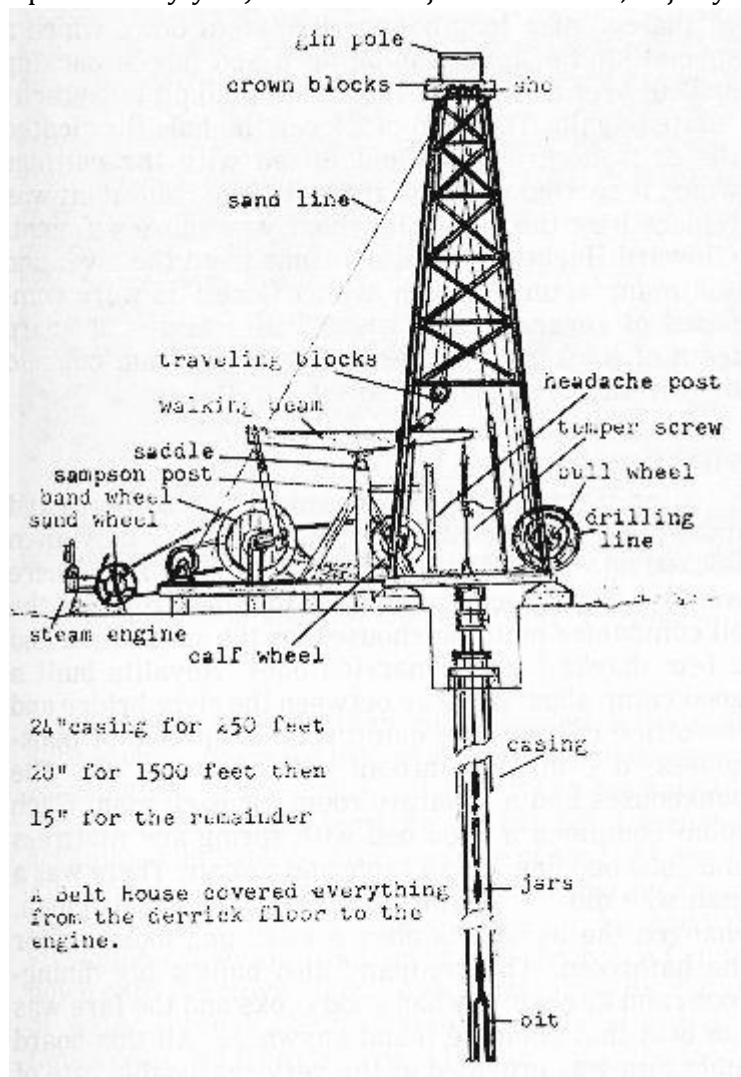 gin pole
crown blocks
sand line
traveling blocks
walking beam
headache post
temper screw
saddle
sampson post
band wheel
sand wheel
bull wheel
drilling
line
steam engine
calf wheel
24"casing for 250 feet
20" for 1500 feet then
15" for the remainder
casing
A belt house covered everything
from the derrick floor to the
engine.
jars
bit